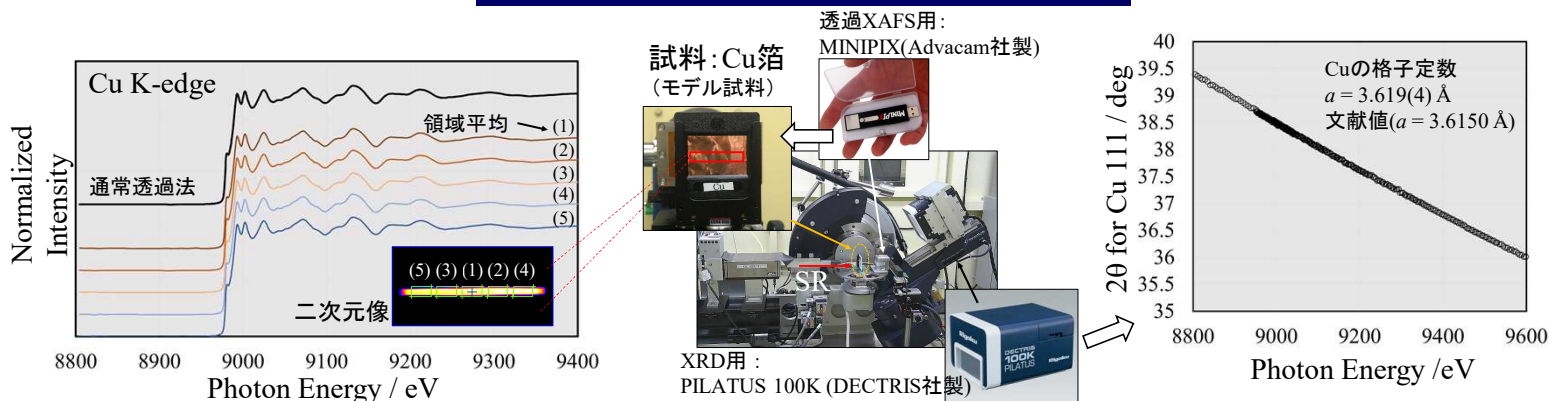 Cu K-edge
領域平均
(1)
(2)
(3)
(4)
(5)
通常透過法
(5) (3) (1) (2) (4)
二次元像
Normalized
Intensity
8800 8900 9000 9100 9200 9300 9400
Photon Energy / eV
透過XAFS用:
MINIPIX(Advacam社製)
試料:Cu箔
(モデル試料)
MINIPIX
Cu
SR
XRD用 :
PILATUS 100K (DECTRIS社製)
Rigaku
DECTRIS
100K
PILATUS
Rigaku
Cuの格子定数
a = 3.619(4) Å
文献値(a = 3.6150 Å)
2θ for Cu 111 / deg
40
39.5
39
38.5
38
37.5
37
36.5
36
35.5
35
8800 9000 9200 9400 9600
Photon Energy /eV